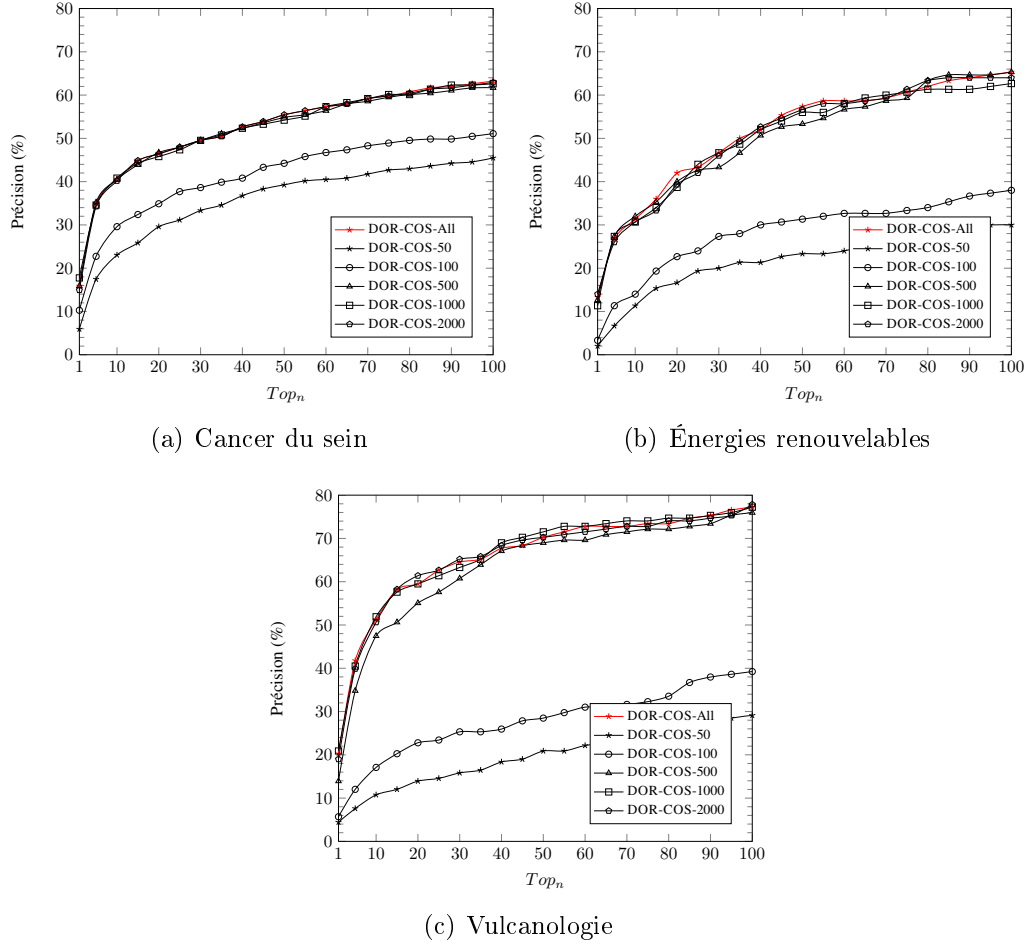 80
70
60
50
40
30
20
10
0
Précision (%)
DOR-COS-All
DOR-COS-50
DOR-COS-100
DOR-COS-500
DOR-COS-1000
DOR-COS-2000
1 10 20 30 40 50 60 70 80 90 100
Top_n
(a) Cancer du sein
80
70
60
50
40
30
20
10
0
Précision (%)
DOR-COS-All
DOR-COS-50
DOR-COS-100
DOR-COS-500
DOR-COS-1000
DOR-COS-2000
1 10 20 30 40 50 60 70 80 90 100
Top_n
(b) Énergies renouvelables
80
70
60
50
40
30
20
10
0
Précision (%)
DOR-COS-All
DOR-COS-50
DOR-COS-100
DOR-COS-500
DOR-COS-1000
DOR-COS-2000
1 10 20 30 40 50 60 70 80 90 100
Top_n
(c) Vulcanologie